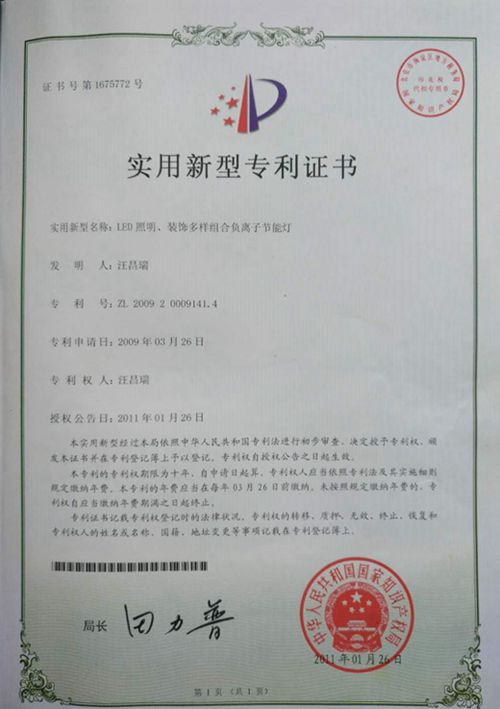 证书号第1675772号
实用新型专利证书
实用新型名称：LED照明、装饰多样组合负离子节能灯
发明人：汪昌瑞
专利号：ZL 2009 2 0009141.4
专利申请日：2009年03月26日
专利权人：汪昌瑞
授权公告日：2011年01月26日
本实用新型经过本局依照中华人民共和国专利法进行初步审查，决定授予专利权，颁
发本证书并在专利登记簿上予以登记。专利权自授权公告之日起生效。
本专利的专利权期限为十年，自申请日起算。专利权人应当依照专利法及其实施细则
规定缴纳年费。本专利的年费应当在每年03月26日前缴纳。未按照规定缴纳年费的，专
利权自应当缴纳年费期满之日起终止。
专利证书记载专利权登记时的法律状况。专利权的转移、质押、无效、终止、恢复和
专利权人的姓名或名称、国籍、地址变更等事项记载在专利登记簿上。
局长 田力普
中华人民共和国国家知识产权局
2011年01月26日
第1页（共1页）